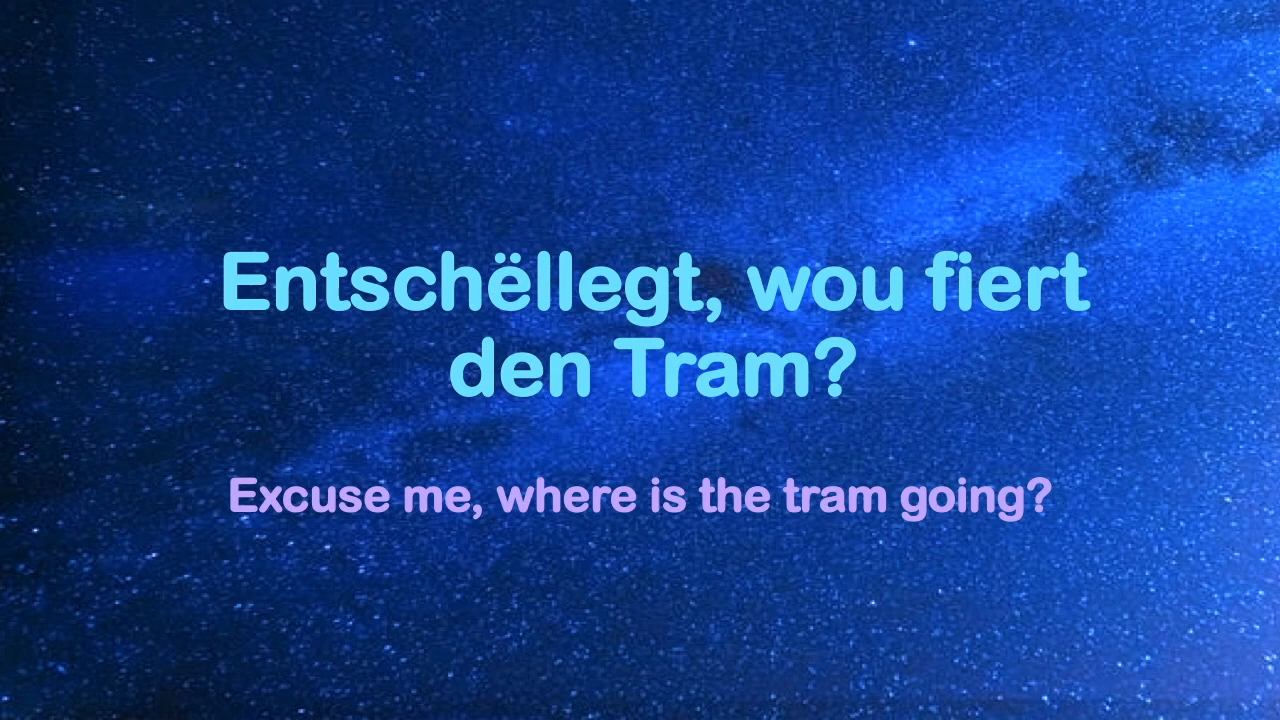 Entschëllegt, wou fiert
den Tram?
Excuse me, where is the tram going?